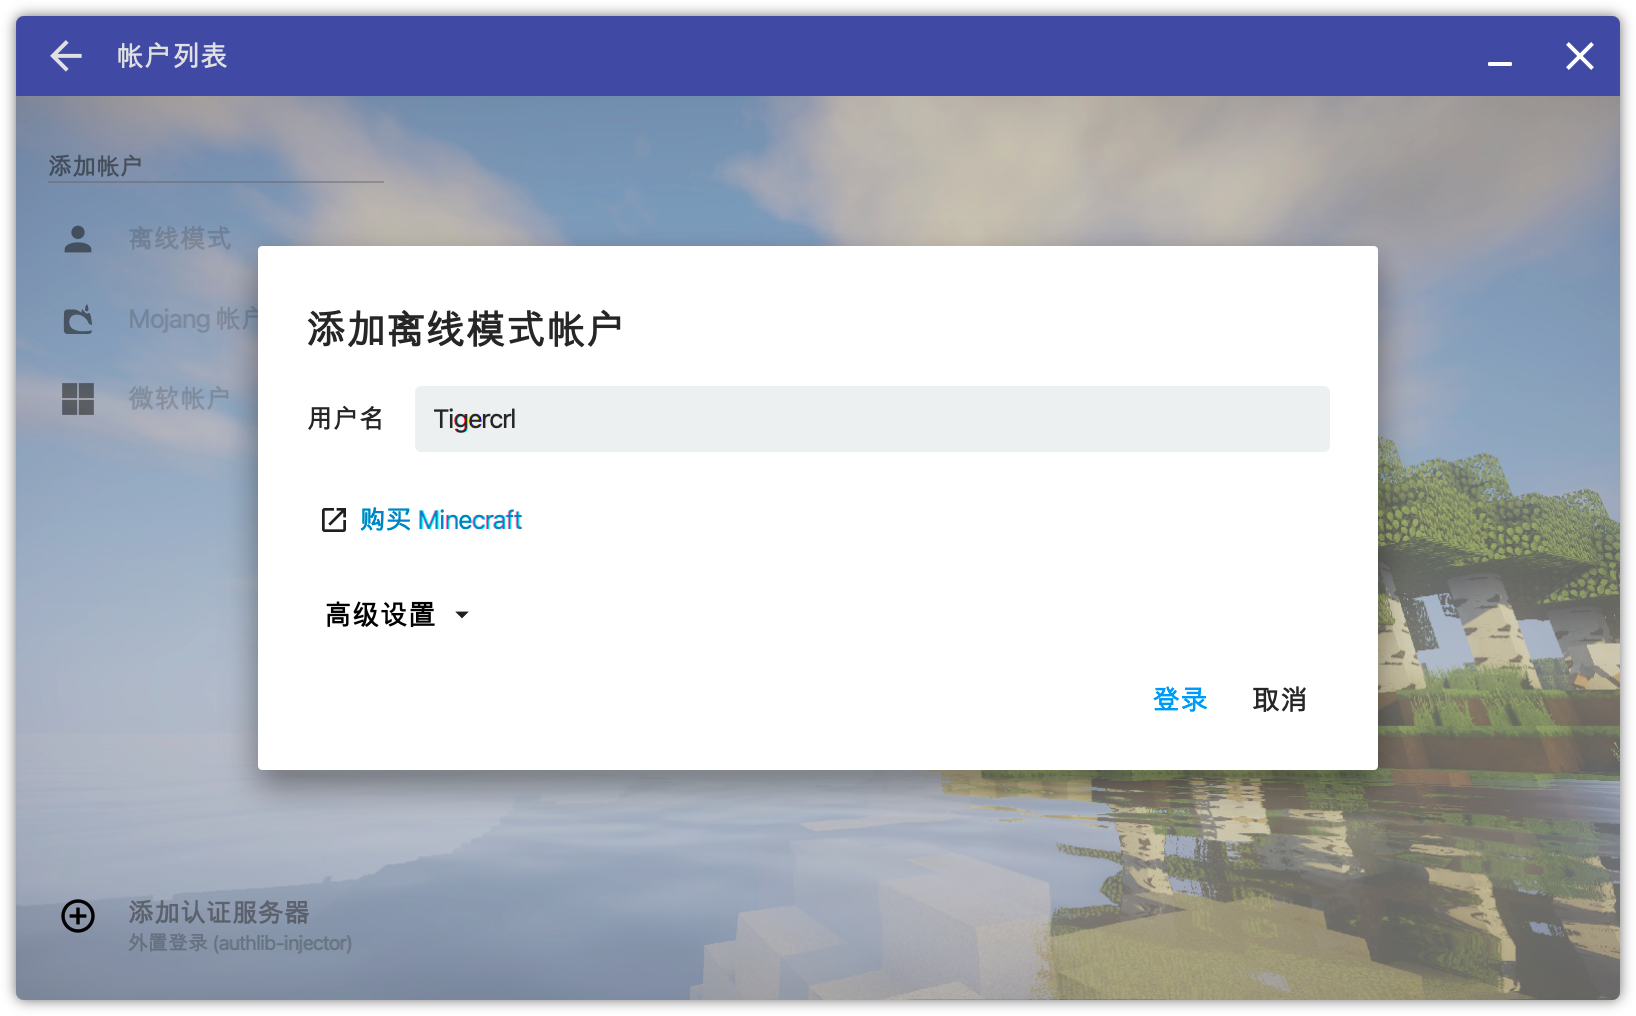 帐户列表
添加帐户
离线模式
Mojang 帐户
微软帐户
添加离线模式帐户
用户名
Tigercrl
购买 Minecraft
高级设置
登录
取消
添加认证服务器
外置登录 (authlib-injector)